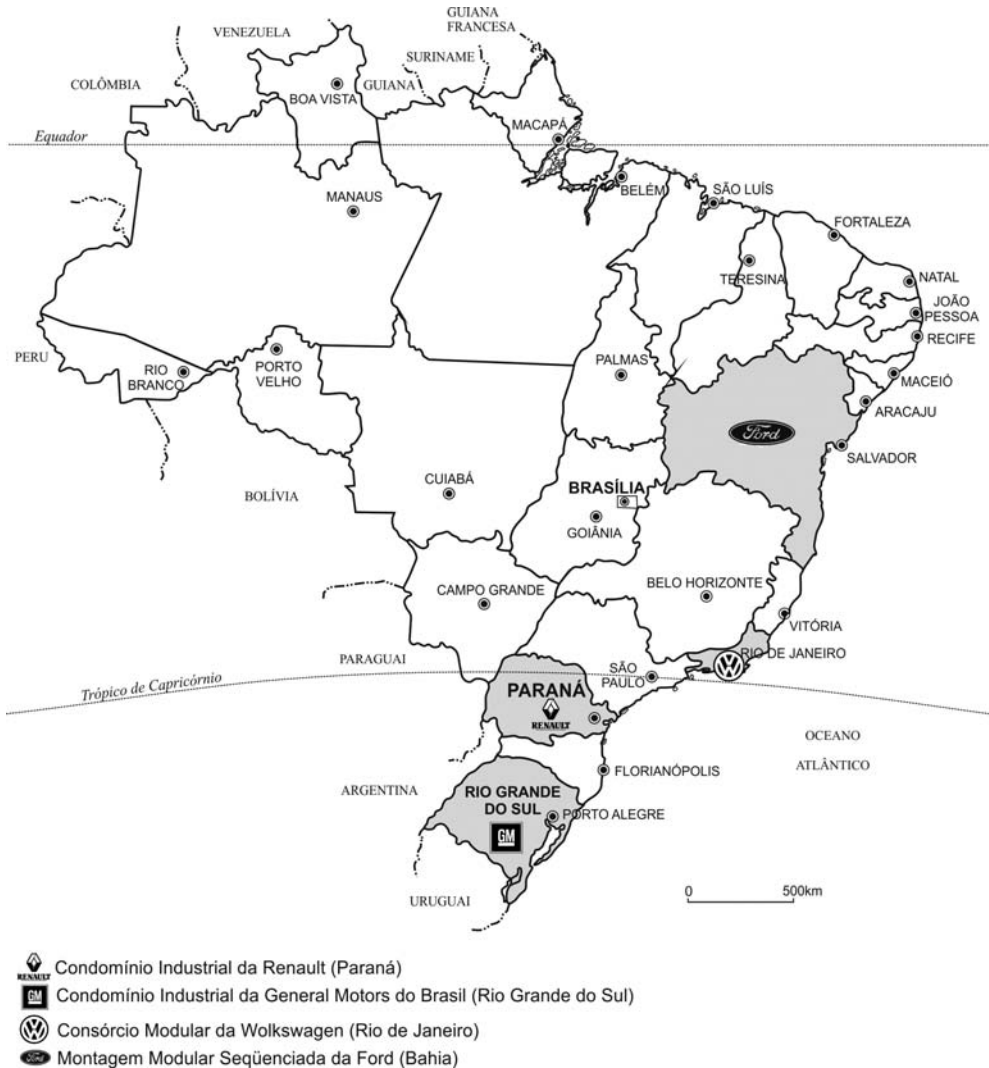 GUIANA
FRANCESA
VENEZUELA
SURINAME
COLÔMBIA
GUIANA
BOA VISTA
MACAPÁ
Equador
BELÉM
SÃO LUÍS
MANAUS
FORTALEZA
TERESINA
NATAL
JOÃO
PESSOA
RECIFE
PERU
RIO
BRANCO
PORTO
VELHO
PALMAS
MACEIÓ
ARACAJU
Ford
SALVADOR
CUIABÁ
BRASÍLIA
BOLÍVIA
GOIÂNIA
BELO HORIZONTE
CAMPO GRANDE
VITÓRIA
RIO DE JANEIRO
PARAGUAI
SÃO
PAULO
Trópico de Capricórnio
PARANÁ
RENAULT
OCEANO
ATLÂNTICO
FLORIANÓPOLIS
ARGENTINA
RIO GRANDE
DO SUL
PORTO ALEGRE
GM
0 500km
URUGUAI
RENAULT Condomínio Industrial da Renault (Paraná)
GM Condomínio Industrial da General Motors do Brasil (Rio Grande do Sul)
Consórcio Modular da Wolkswagen (Rio de Janeiro)
Ford Montagem Modular Seqüenciada da Ford (Bahia)